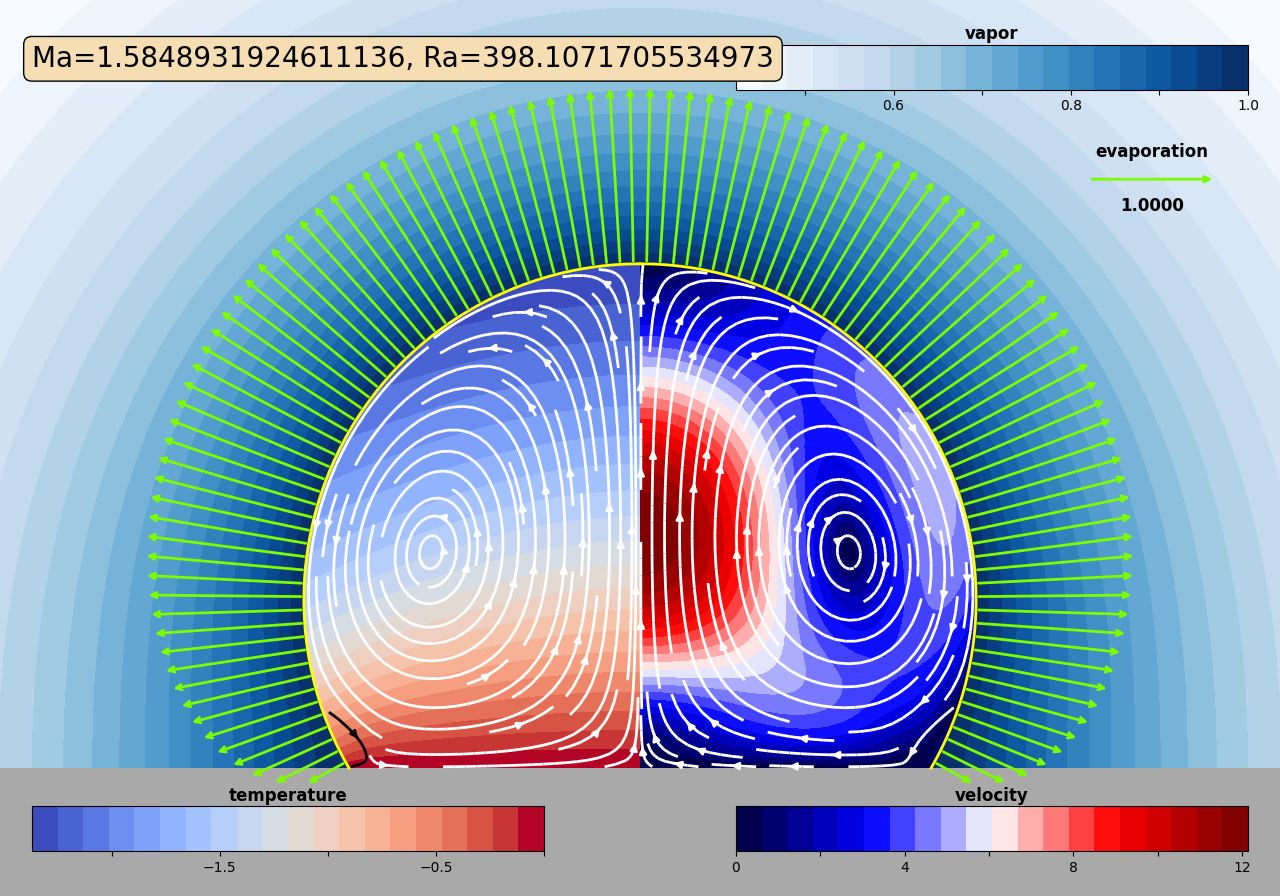 vapor
Ma=1.5848931924611136, Ra=398.1071705534973
0.6 0.8 1.0
evaporation
1.0000
temperature
−1.5 −0.5
velocity
0 4 8 12